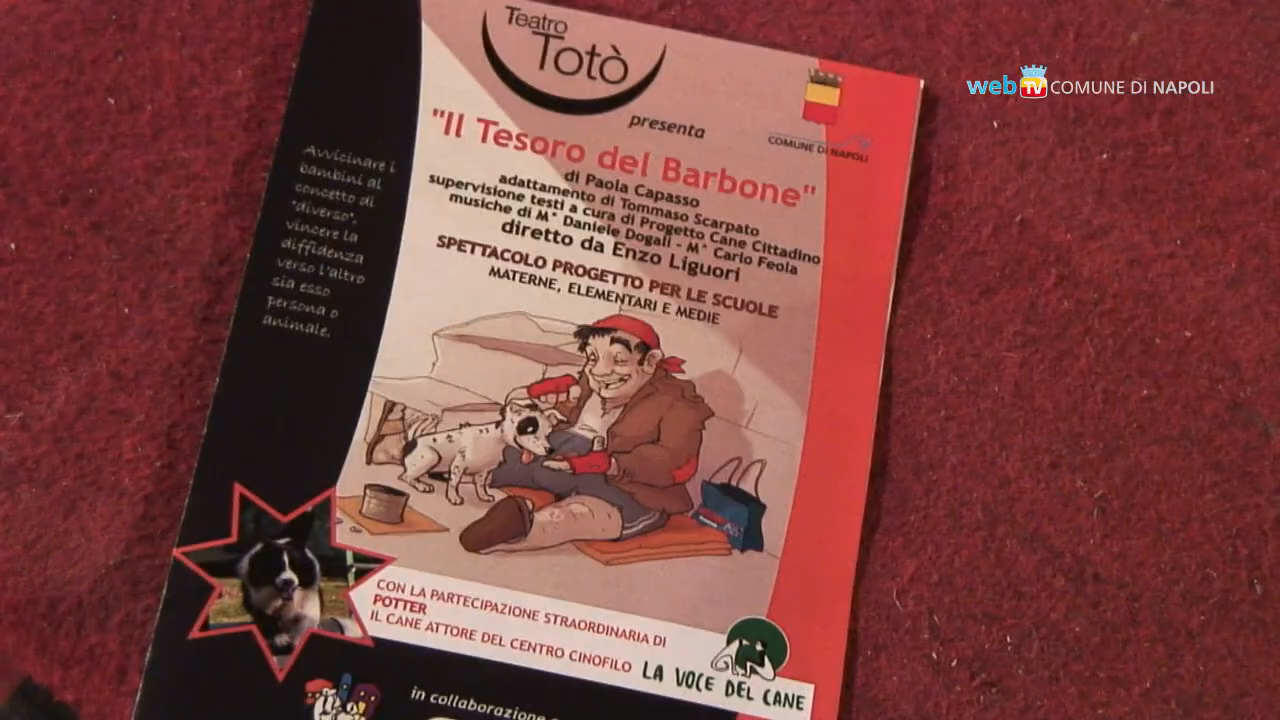 Teatro
Totò
presenta
COMUNE DI NAPOLI
web TV COMUNE DI NAPOLI
"Il Tesoro del Barbone"
di Paola Capasso
adattamento di Tommaso Scarpato
supervisione testi a cura di Progetto Cane Cittadino
musiche di M° Daniele Dogali - M° Carlo Feola
diretto da Enzo Liguori
SPETTACOLO PROGETTO PER LE SCUOLE
MATERNE, ELEMENTARI E MEDIE
Avvicinare i
bambini al
concetto di
"diverso",
vincere la
diffidenza
verso l'altro
sia esso
persona o
animale.
CON LA PARTECIPAZIONE STRAORDINARIA DI
POTTER
IL CANE ATTORE DEL CENTRO CINOFILO
LA VOCE DEL CANE
in collaborazione